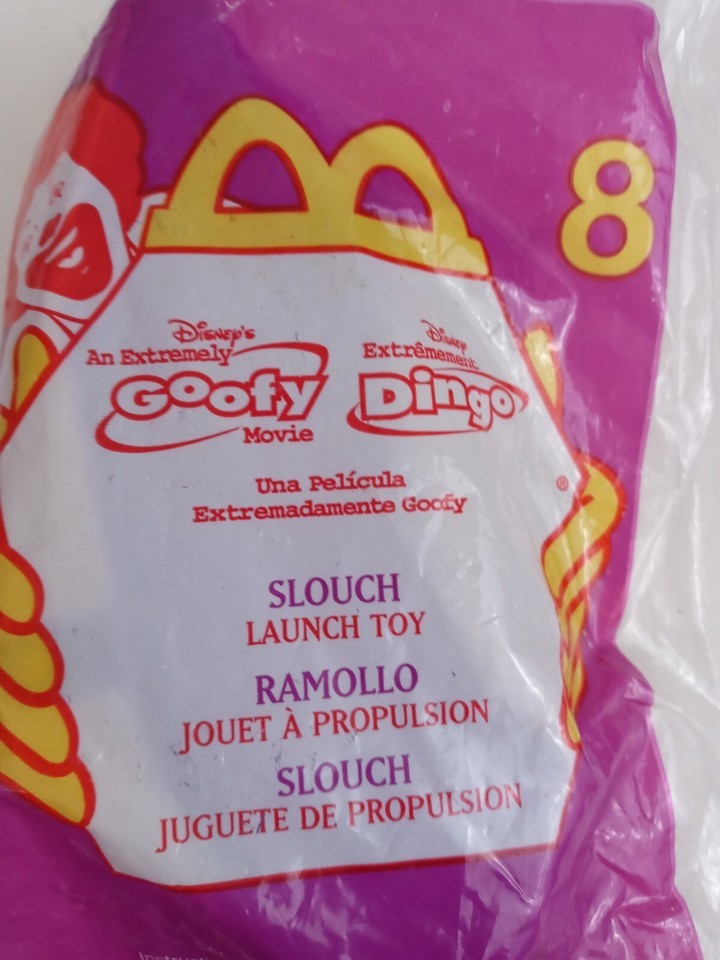 8
Disney's
An Extremely
Goofy
Movie
Disney
Extrêmement
Dingo
Una Película
Extremadamente Goofy
®
SLOUCH
LAUNCH TOY
RAMOLLO
JOUET À PROPULSION
SLOUCH
JUGUETE DE PROPULSION